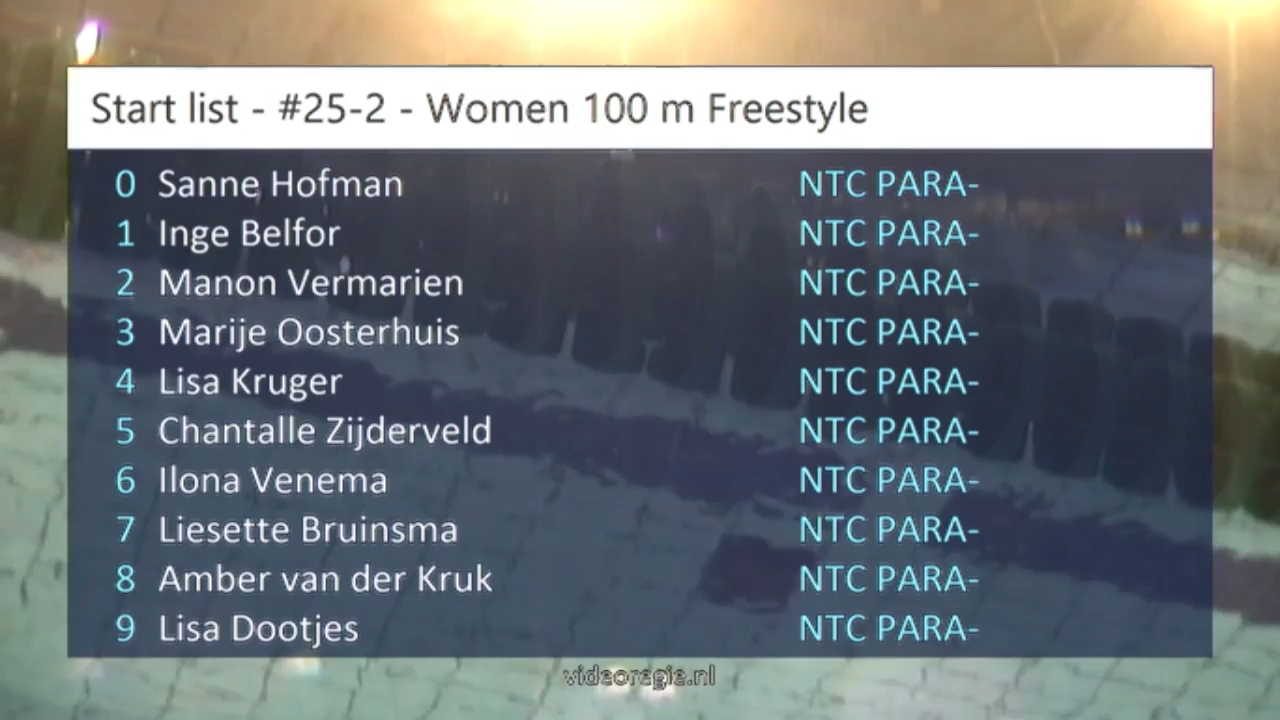 Start list - #25-2 - Women 100 m Freestyle
0 Sanne Hofman NTC PARA-
1 Inge Belfor NTC PARA-
2 Manon Vermarien NTC PARA-
3 Marije Oosterhuis NTC PARA-
4 Lisa Kruger NTC PARA-
5 Chantalle Zijderveld NTC PARA-
6 Ilona Venema NTC PARA-
7 Liesette Bruinsma NTC PARA-
8 Amber van der Kruk NTC PARA-
9 Lisa Dootjes NTC PARA-
videoregie.nl